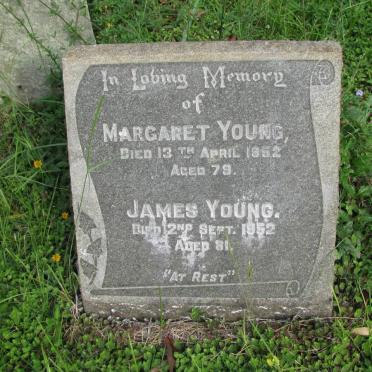 In Loving Memory
of
MARGARET YOUNG,
DIED 13TH APRIL 1952
AGED 79.
JAMES YOUNG.
DIED 2ND SEPT. 1952
AGED 81.
"AT REST"